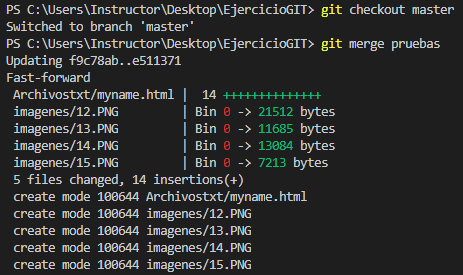 PS C:\Users\Instructor\Desktop\EjercicioGIT> git checkout master
Switched to branch 'master'
PS C:\Users\Instructor\Desktop\EjercicioGIT> git merge pruebas
Updating f9c78ab..e511371
Fast-forward
 Archivostxt/myname.html |  14 ++++++++++++++
 imagenes/12.PNG         | Bin 0 -> 21512 bytes
 imagenes/13.PNG         | Bin 0 -> 11685 bytes
 imagenes/14.PNG         | Bin 0 -> 13084 bytes
 imagenes/15.PNG         | Bin 0 -> 7213 bytes
 5 files changed, 14 insertions(+)
 create mode 100644 Archivostxt/myname.html
 create mode 100644 imagenes/12.PNG
 create mode 100644 imagenes/13.PNG
 create mode 100644 imagenes/14.PNG
 create mode 100644 imagenes/15.PNG